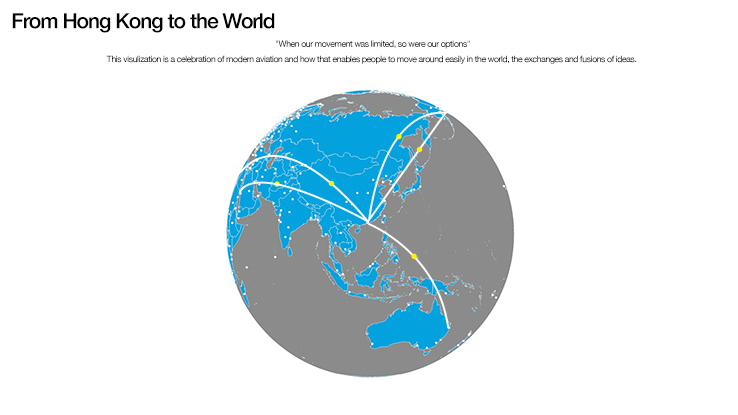 From Hong Kong to the World
"When our movement was limited, so were our options"
This visulization is a celebration of modern aviation and how that enables people to move around easily in the world, the exchanges and fusions of ideas.